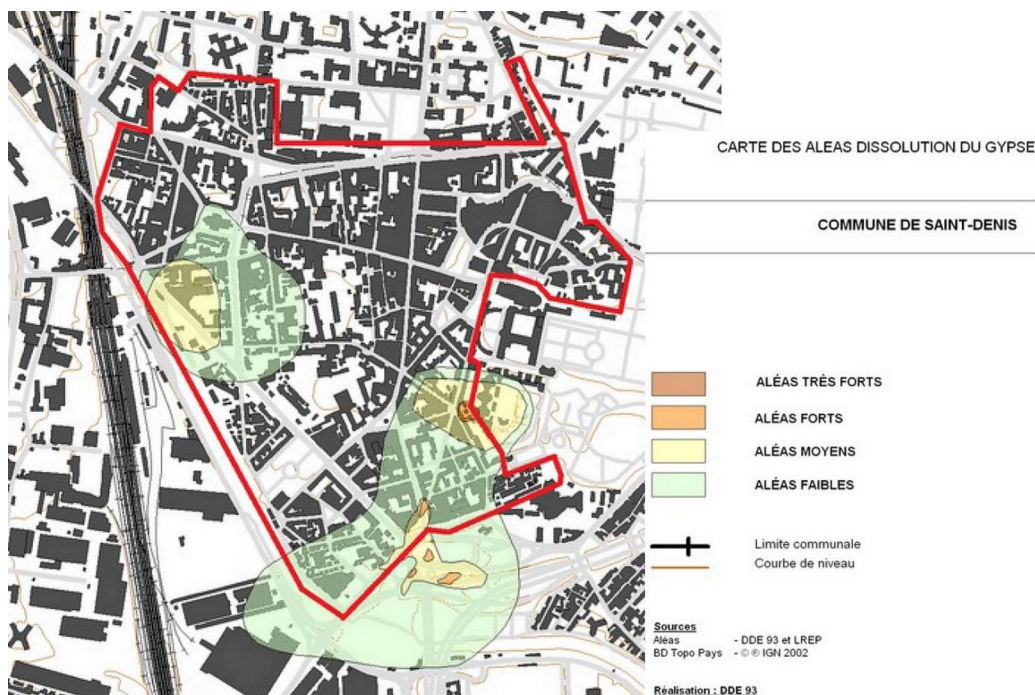 CARTE DES ALEAS DISSOLUTION DU GYPSE
COMMUNE DE SAINT-DENIS
ALÉAS TRÈS FORTS
ALÉAS FORTS
ALÉAS MOYENS
ALÉAS FAIBLES
Limite communale
Courbe de niveau
Sources
Aléas - DDE 93 et LREP
BD Topo Pays - © ® IGN 2002
Réalisation : DDE 93